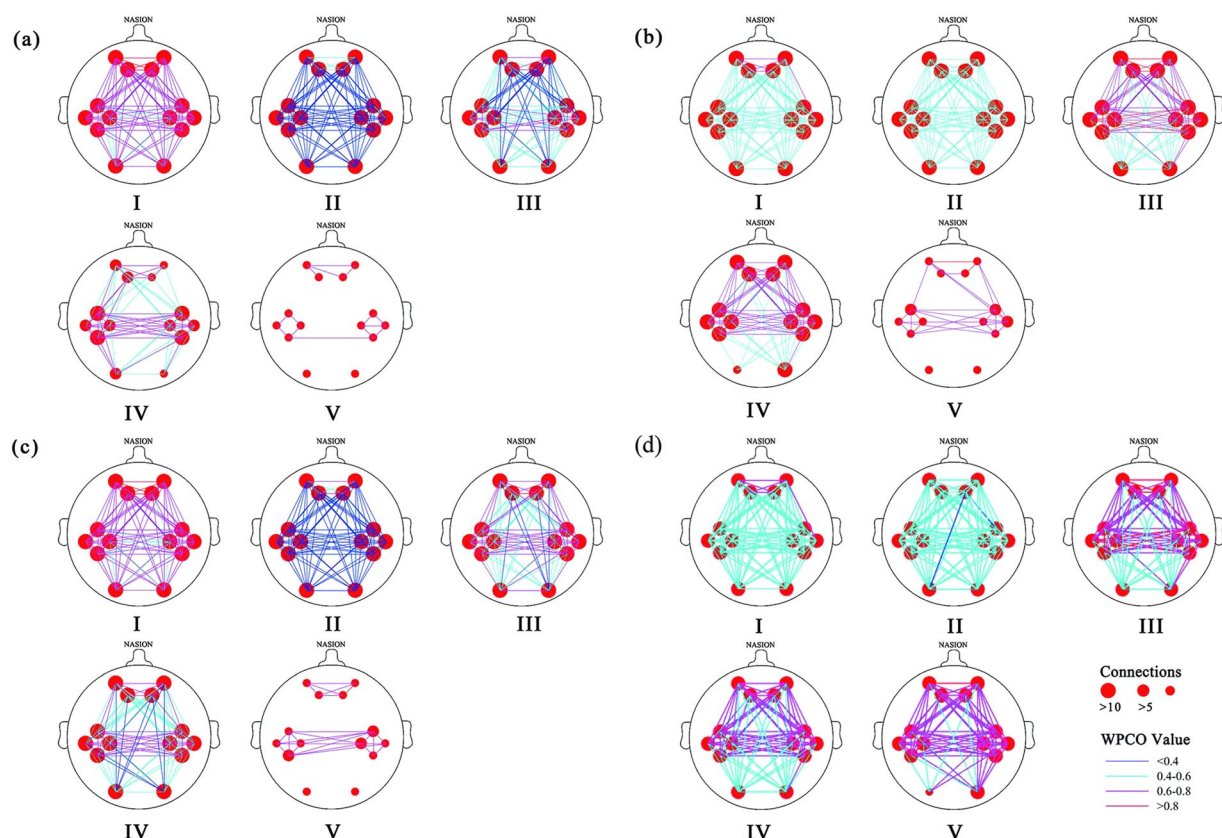 (a)
NASION NASION NASION
I II III
NASION NASION
IV V
(b)
NASION NASION NASION
I II III
NASION NASION
IV V
(c)
NASION NASION NASION
I II III
NASION NASION
IV V
(d)
NASION NASION NASION
I II III
NASION NASION
IV V
Connections
>10 >5
WPCO Value
<0.4
0.4-0.6
0.6-0.8
>0.8